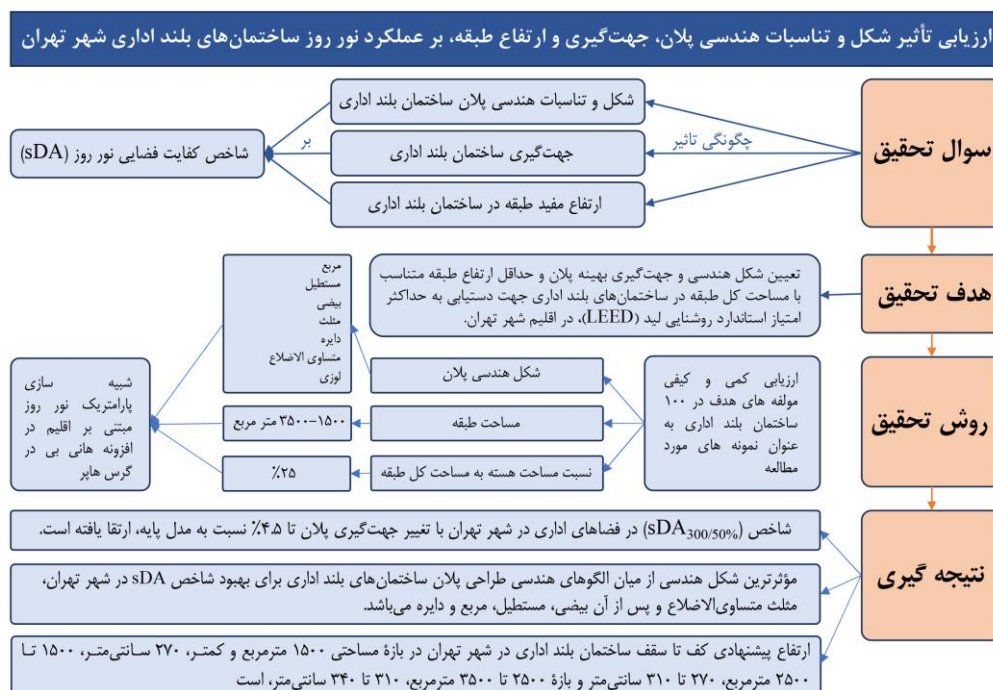 ارزیابی تأثیر شکل و تناسبات هندسی پلان، جهت‌گیری و ارتفاع طبقه، بر عملکرد نور روز ساختمان‌های بلند اداری شهر تهران
سوال تحقیق
چگونگی تاثیر
شکل و تناسبات هندسی پلان ساختمان بلند اداری
جهت‌گیری ساختمان بلند اداری
ارتفاع مفید طبقه در ساختمان بلند اداری
بر
شاخص کفایت فضایی نور روز (sDA)
هدف تحقیق
تعیین شکل هندسی و جهت‌گیری بهینه پلان و حداقل ارتفاع طبقه متناسب
با مساحت کل طبقه در ساختمان‌های بلند اداری جهت دستیابی به حداکثر
امتیاز استاندارد روشنایی لید (LEED)، در اقلیم شهر تهران.
روش تحقیق
ارزیابی کمی و کیفی
مولفه های هدف در ۱۰۰
ساختمان بلند اداری به
عنوان نمونه های مورد
مطالعه
شکل هندسی پلان
مربع
مستطیل
بیضی
مثلث
دایره
متساوی الاضلاع
لوزی
مساحت طبقه
۱۵۰۰-۳۵۰۰ متر مربع
نسبت مساحت هسته به مساحت کل طبقه
۲۵٪
شبیه سازی
پارامتریک نور روز
مبتنی بر اقلیم در
افزونه هانی بی در
گرس هاپر
نتیجه گیری
شاخص (sDA300/50%) در فضاهای اداری در شهر تهران با تغییر جهت‌گیری پلان تا ۴.۵٪ نسبت به مدل پایه، ارتقا یافته است.
مؤثرترین شکل هندسی از میان الگوهای هندسی طراحی پلان ساختمان‌های بلند اداری برای بهبود شاخص sDA در شهر تهران،
مثلث متساوی‌الاضلاع و پس از آن بیضی، مستطیل، مربع و دایره می‌باشد.
ارتفاع پیشنهادی کف تا سقف ساختمان بلند اداری در شهر تهران در بازۀ مساحتی ۱۵۰۰ مترمربع و کمتر، ۲۷۰ سانتی‌متر، ۱۵۰۰ تا
۲۵۰۰ مترمربع، ۲۷۰ تا ۳۱۰ سانتی‌متر و بازۀ ۲۵۰۰ تا ۳۵۰۰ مترمربع، ۳۱۰ تا ۳۴۰ سانتی‌متر، است